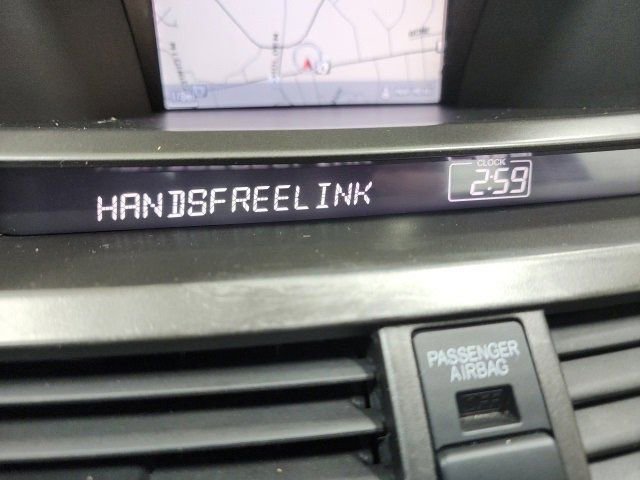 CLOCK
HANDSFREELINK 2:59
PASSENGER
AIRBAG